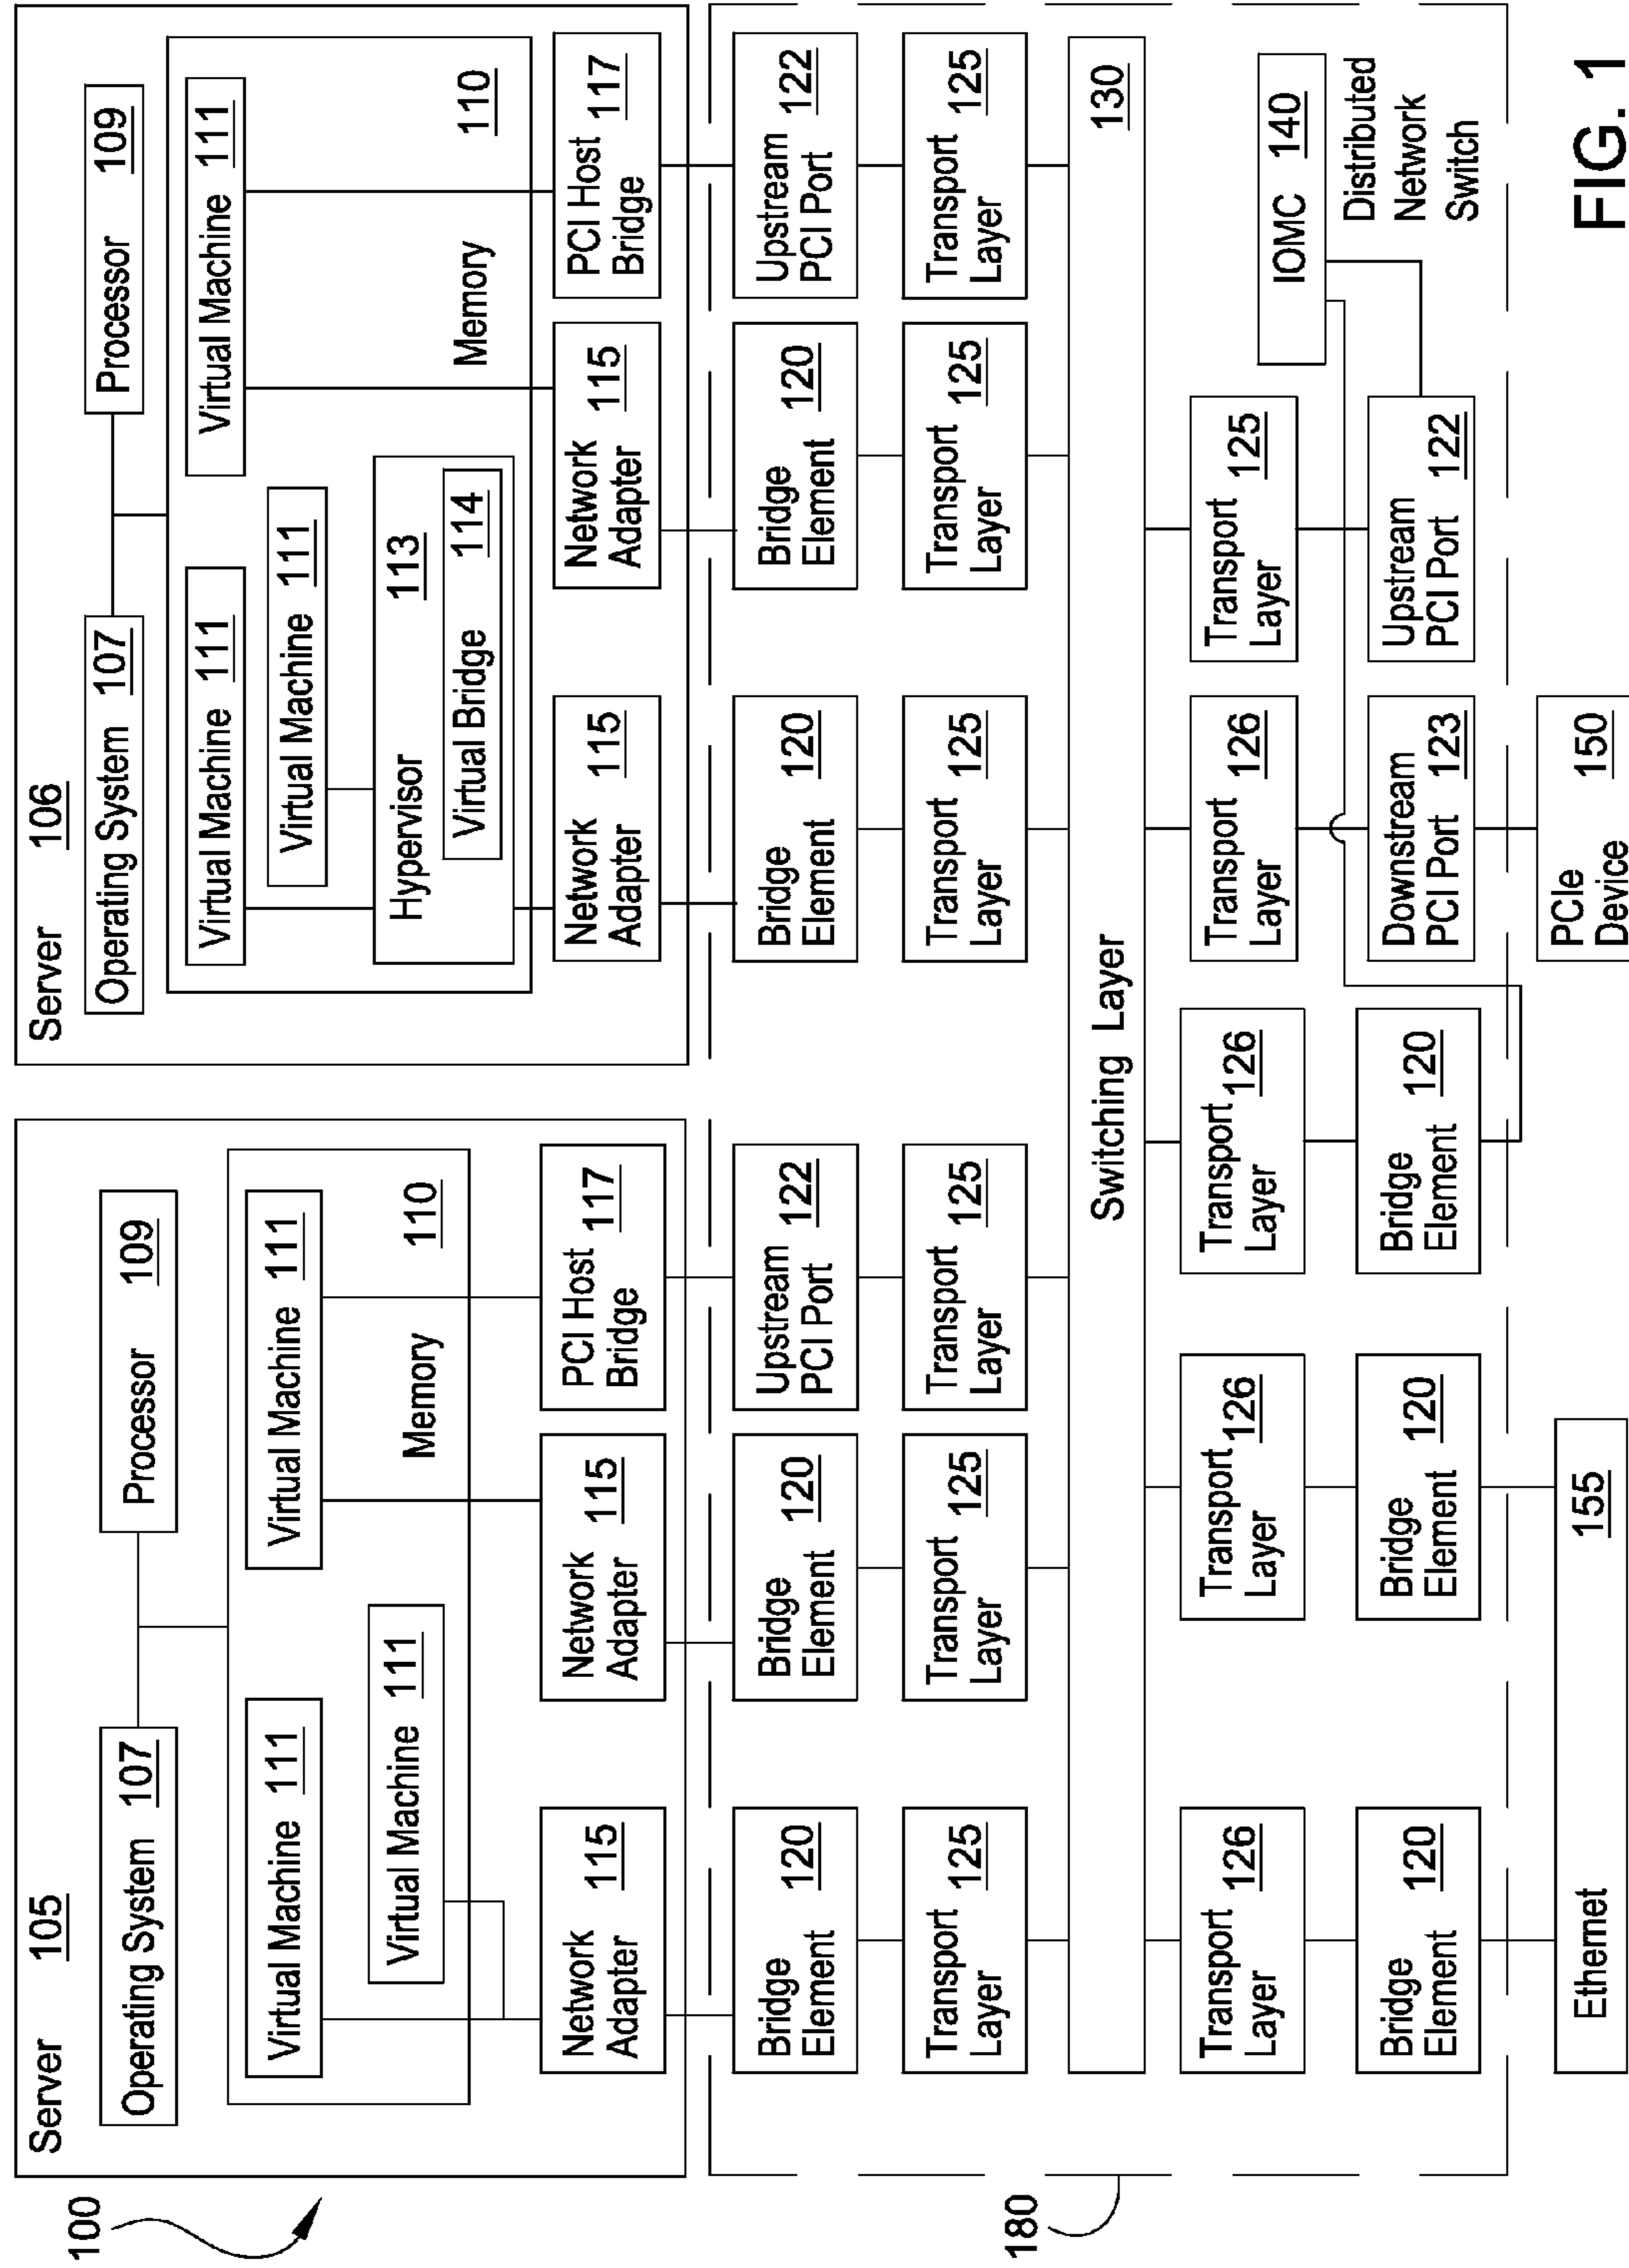 100
Server 105
Operating System 107
Processor 109
Virtual Machine 111
Virtual Machine 111
Virtual Machine 111
Memory 110
Network
Adapter 115
Network
Adapter 115
PCI Host
Bridge 117
Server 106
Operating System 107
Processor 109
Virtual Machine 111
Virtual Machine 111
Virtual Machine 111
Hypervisor 113
Virtual Bridge 114
Memory 110
Network
Adapter 115
Network
Adapter 115
PCI Host
Bridge 117
180
Bridge
Element 120
Bridge
Element 120
Upstream
PCI Port 122
Bridge
Element 120
Bridge
Element 120
Upstream
PCI Port 122
Transport
Layer 125
Transport
Layer 125
Transport
Layer 125
Transport
Layer 125
Transport
Layer 125
Transport
Layer 125
Switching Layer 130
Transport
Layer 126
Transport
Layer 126
Transport
Layer 126
Transport
Layer 126
Transport
Layer 125
IOMC 140
Bridge
Element 120
Bridge
Element 120
Bridge
Element 120
Downstream
PCI Port 123
Upstream
PCI Port 122
Distributed
Network
Switch
Ethernet 155
PCIe
Device 150
FIG. 1